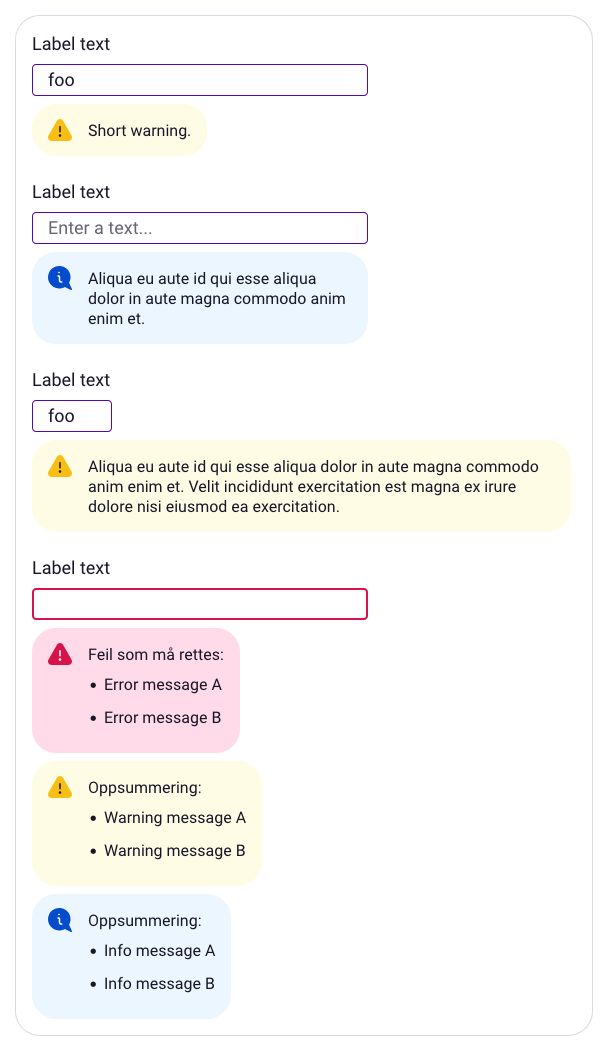 Label text
foo
Short warning.
Label text
Enter a text...
Aliqua eu aute id qui esse aliqua
dolor in aute magna commodo anim
enim et.
Label text
foo
Aliqua eu aute id qui esse aliqua dolor in aute magna commodo
anim enim et. Velit incididunt exercitation est magna ex irure
dolore nisi eiusmod ea exercitation.
Label text
Feil som må rettes:
• Error message A
• Error message B
Oppsummering:
• Warning message A
• Warning message B
Oppsummering:
• Info message A
• Info message B